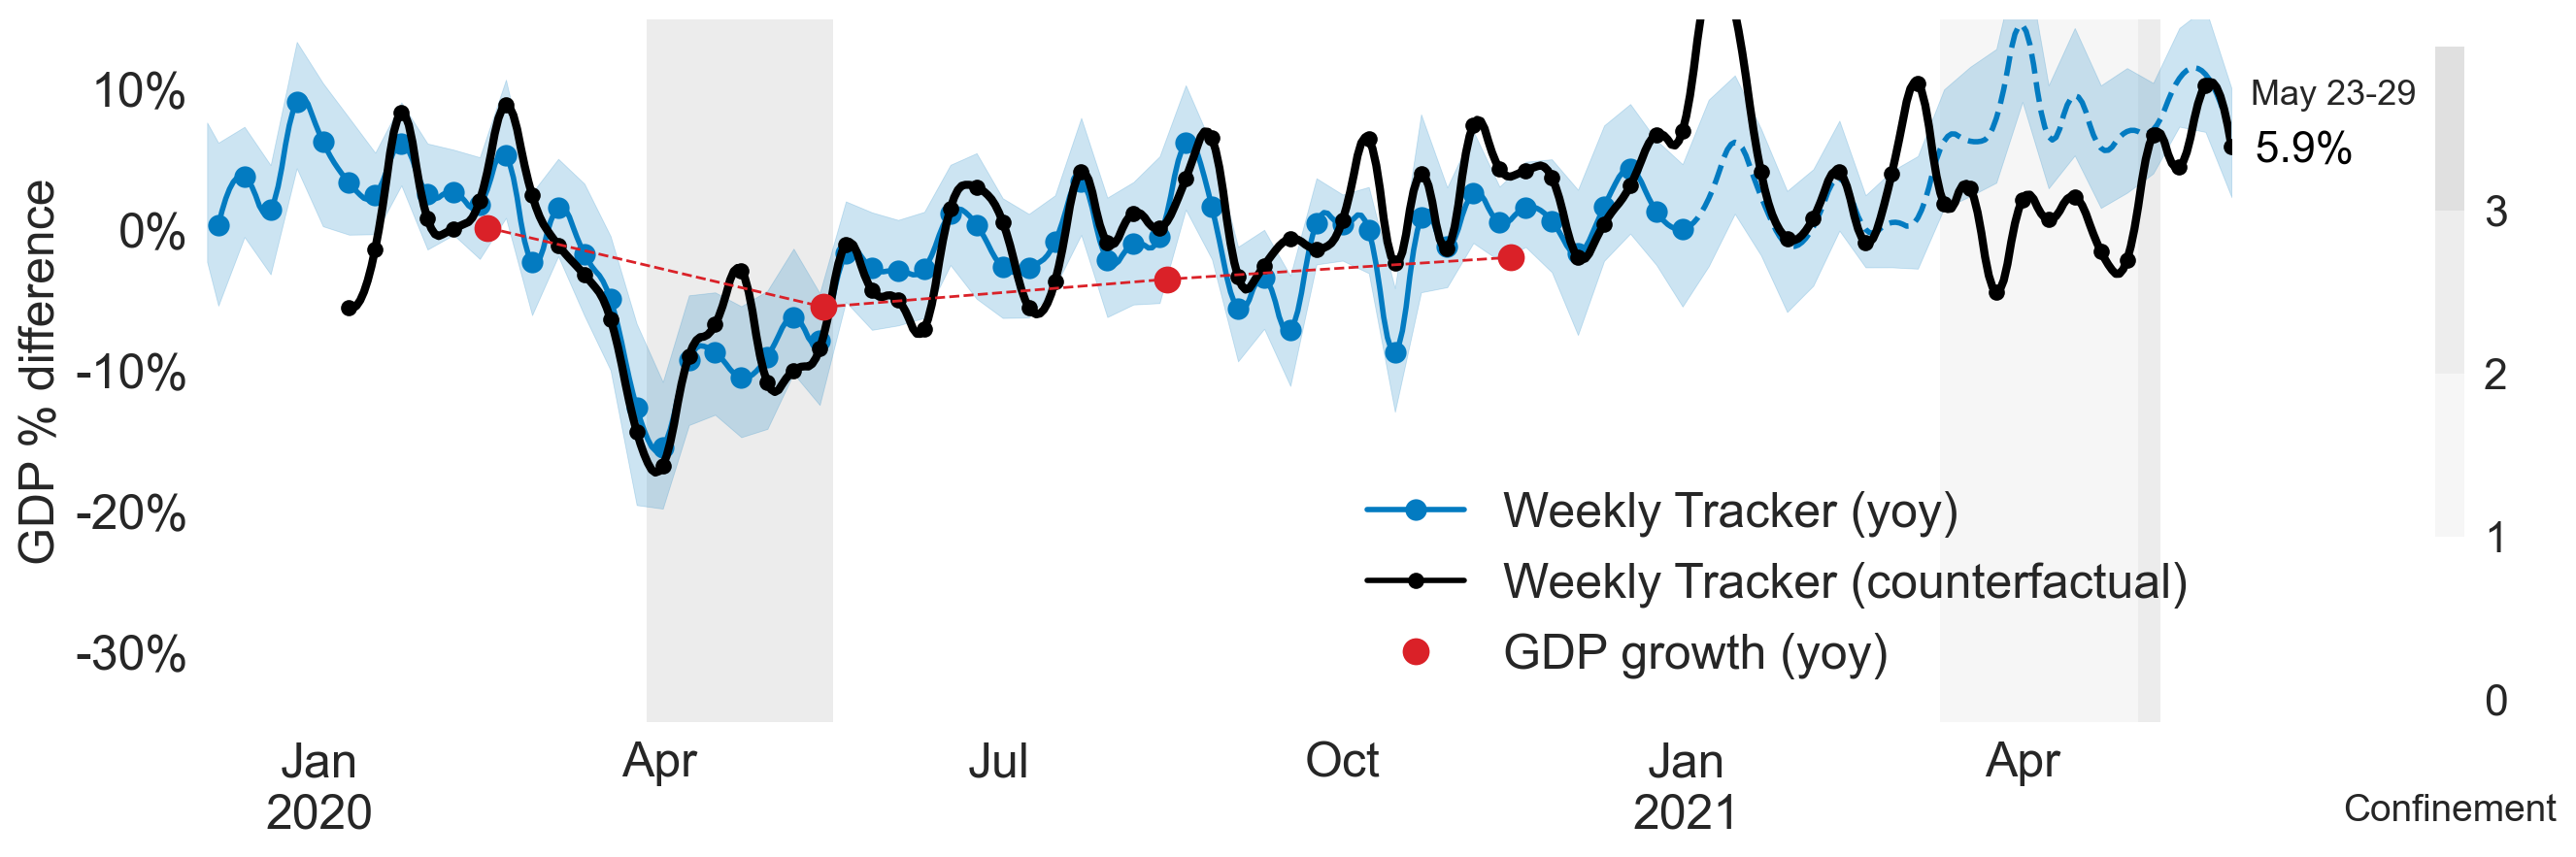 GDP % difference
10%
0%
-10%
-20%
-30%
May 23-29
5.9%
Weekly Tracker (yoy)
Weekly Tracker (counterfactual)
GDP growth (yoy)
3
2
1
0
Jan
2020
Apr
Jul
Oct
Jan
2021
Apr
Confinement